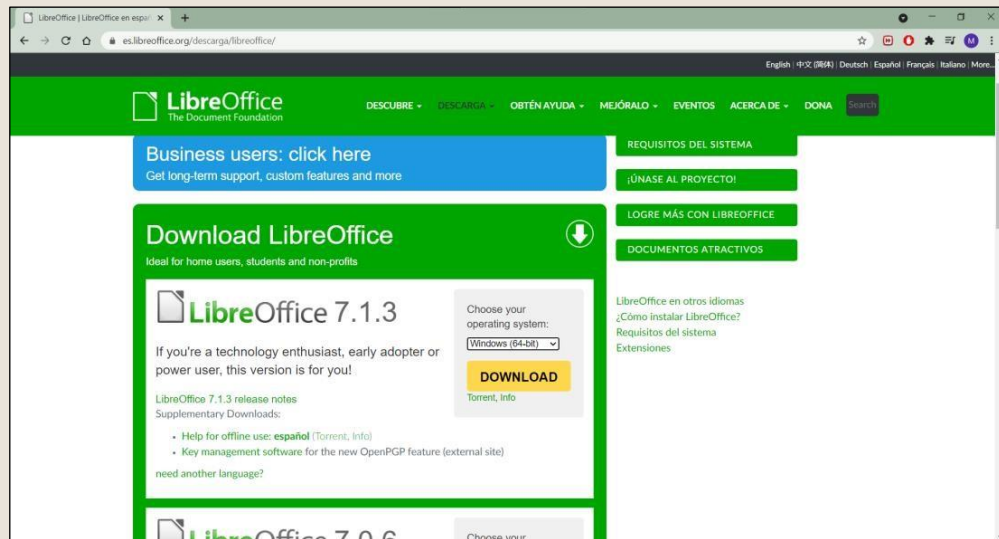 LibreOffice | LibreOffice en españ
es.libreoffice.org/descarga/libreoffice/
M
English | 中文 (简体) | Deutsch | Español | Français | Italiano | More...
LibreOffice
The Document Foundation
DESCUBRE DESCARGA OBTÉN AYUDA MEJÓRALO EVENTOS ACERCA DE DONA Search
Business users: click here
Get long-term support, custom features and more
Download LibreOffice
Ideal for home users, students and non-profits
LibreOffice 7.1.3
If you're a technology enthusiast, early adopter or
power user, this version is for you!
LibreOffice 7.1.3 release notes
Supplementary Downloads:
• Help for offline use: español (Torrent, Info)
• Key management software for the new OpenPGP feature (external site)
need another language?
Choose your
operating system:
Windows (64-bit)
DOWNLOAD
Torrent, Info
LibreOffice 7.0.6
Choose your
REQUISITOS DEL SISTEMA
¡ÚNASE AL PROYECTO!
LOGRE MÁS CON LIBREOFFICE
DOCUMENTOS ATRACTIVOS
LibreOffice en otros idiomas
¿Cómo instalar LibreOffice?
Requisitos del sistema
Extensiones